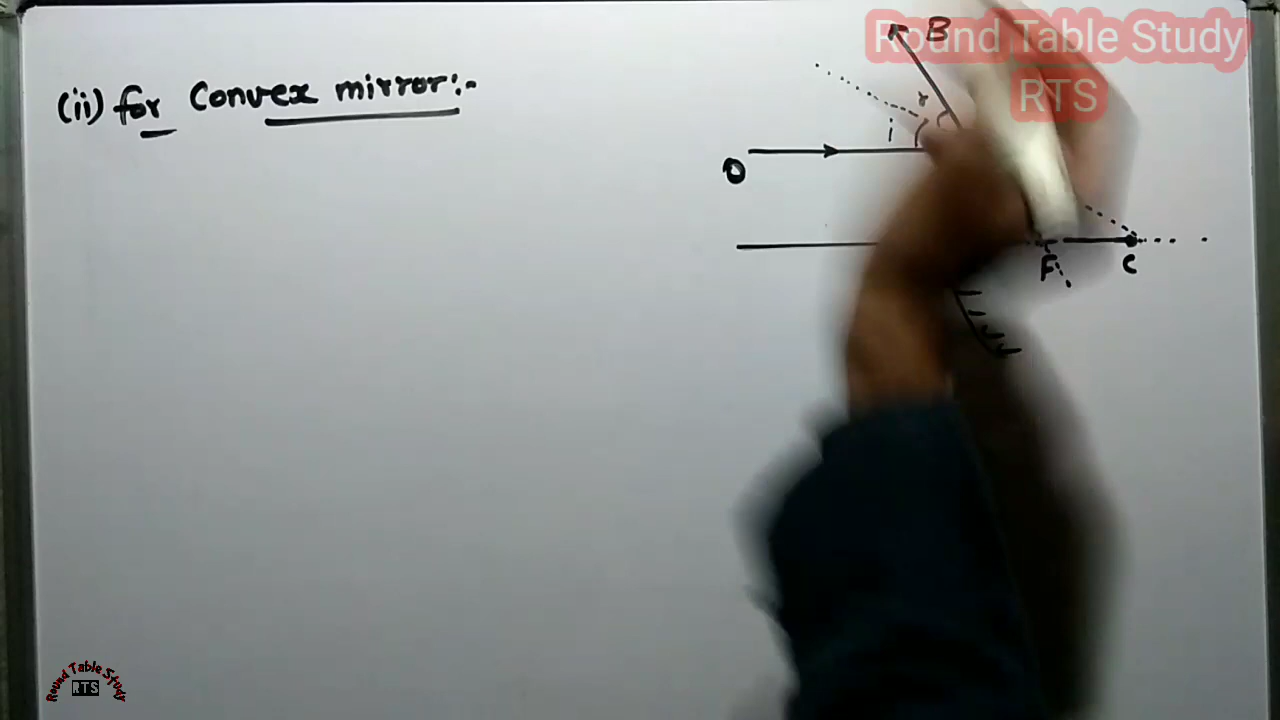 (ii) for Convex mirror:-
B
Round Table Study
RTS
r
i
O
F
C
Round Table Study
RTS